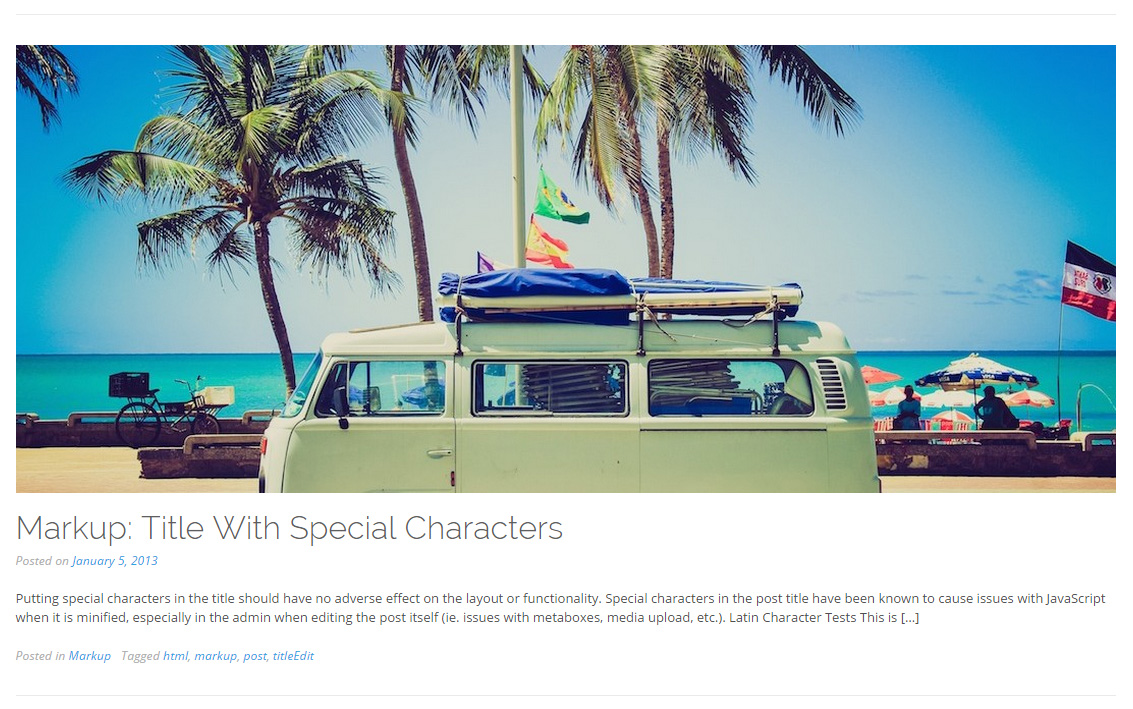 Markup: Title With Special Characters
Posted on January 5, 2013
Putting special characters in the title should have no adverse effect on the layout or functionality. Special characters in the post title have been known to cause issues with JavaScript
when it is minified, especially in the admin when editing the post itself (ie. issues with metaboxes, media upload, etc.). Latin Character Tests This is [...]
Posted in Markup Tagged html, markup, post, titleEdit